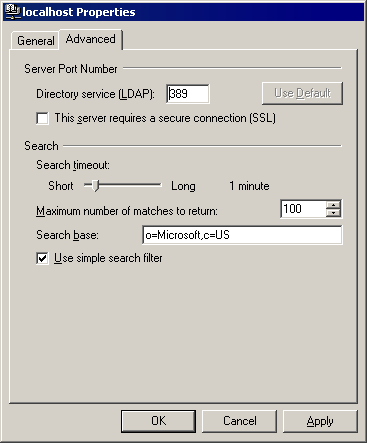 localhost Properties
General Advanced
Server Port Number
Directory service (LDAP): 389 Use Default
This server requires a secure connection (SSL)
Search
Search timeout:
Short Long 1 minute
Maximum number of matches to return: 100
Search base: o=Microsoft,c=US
Use simple search filter
OK Cancel Apply